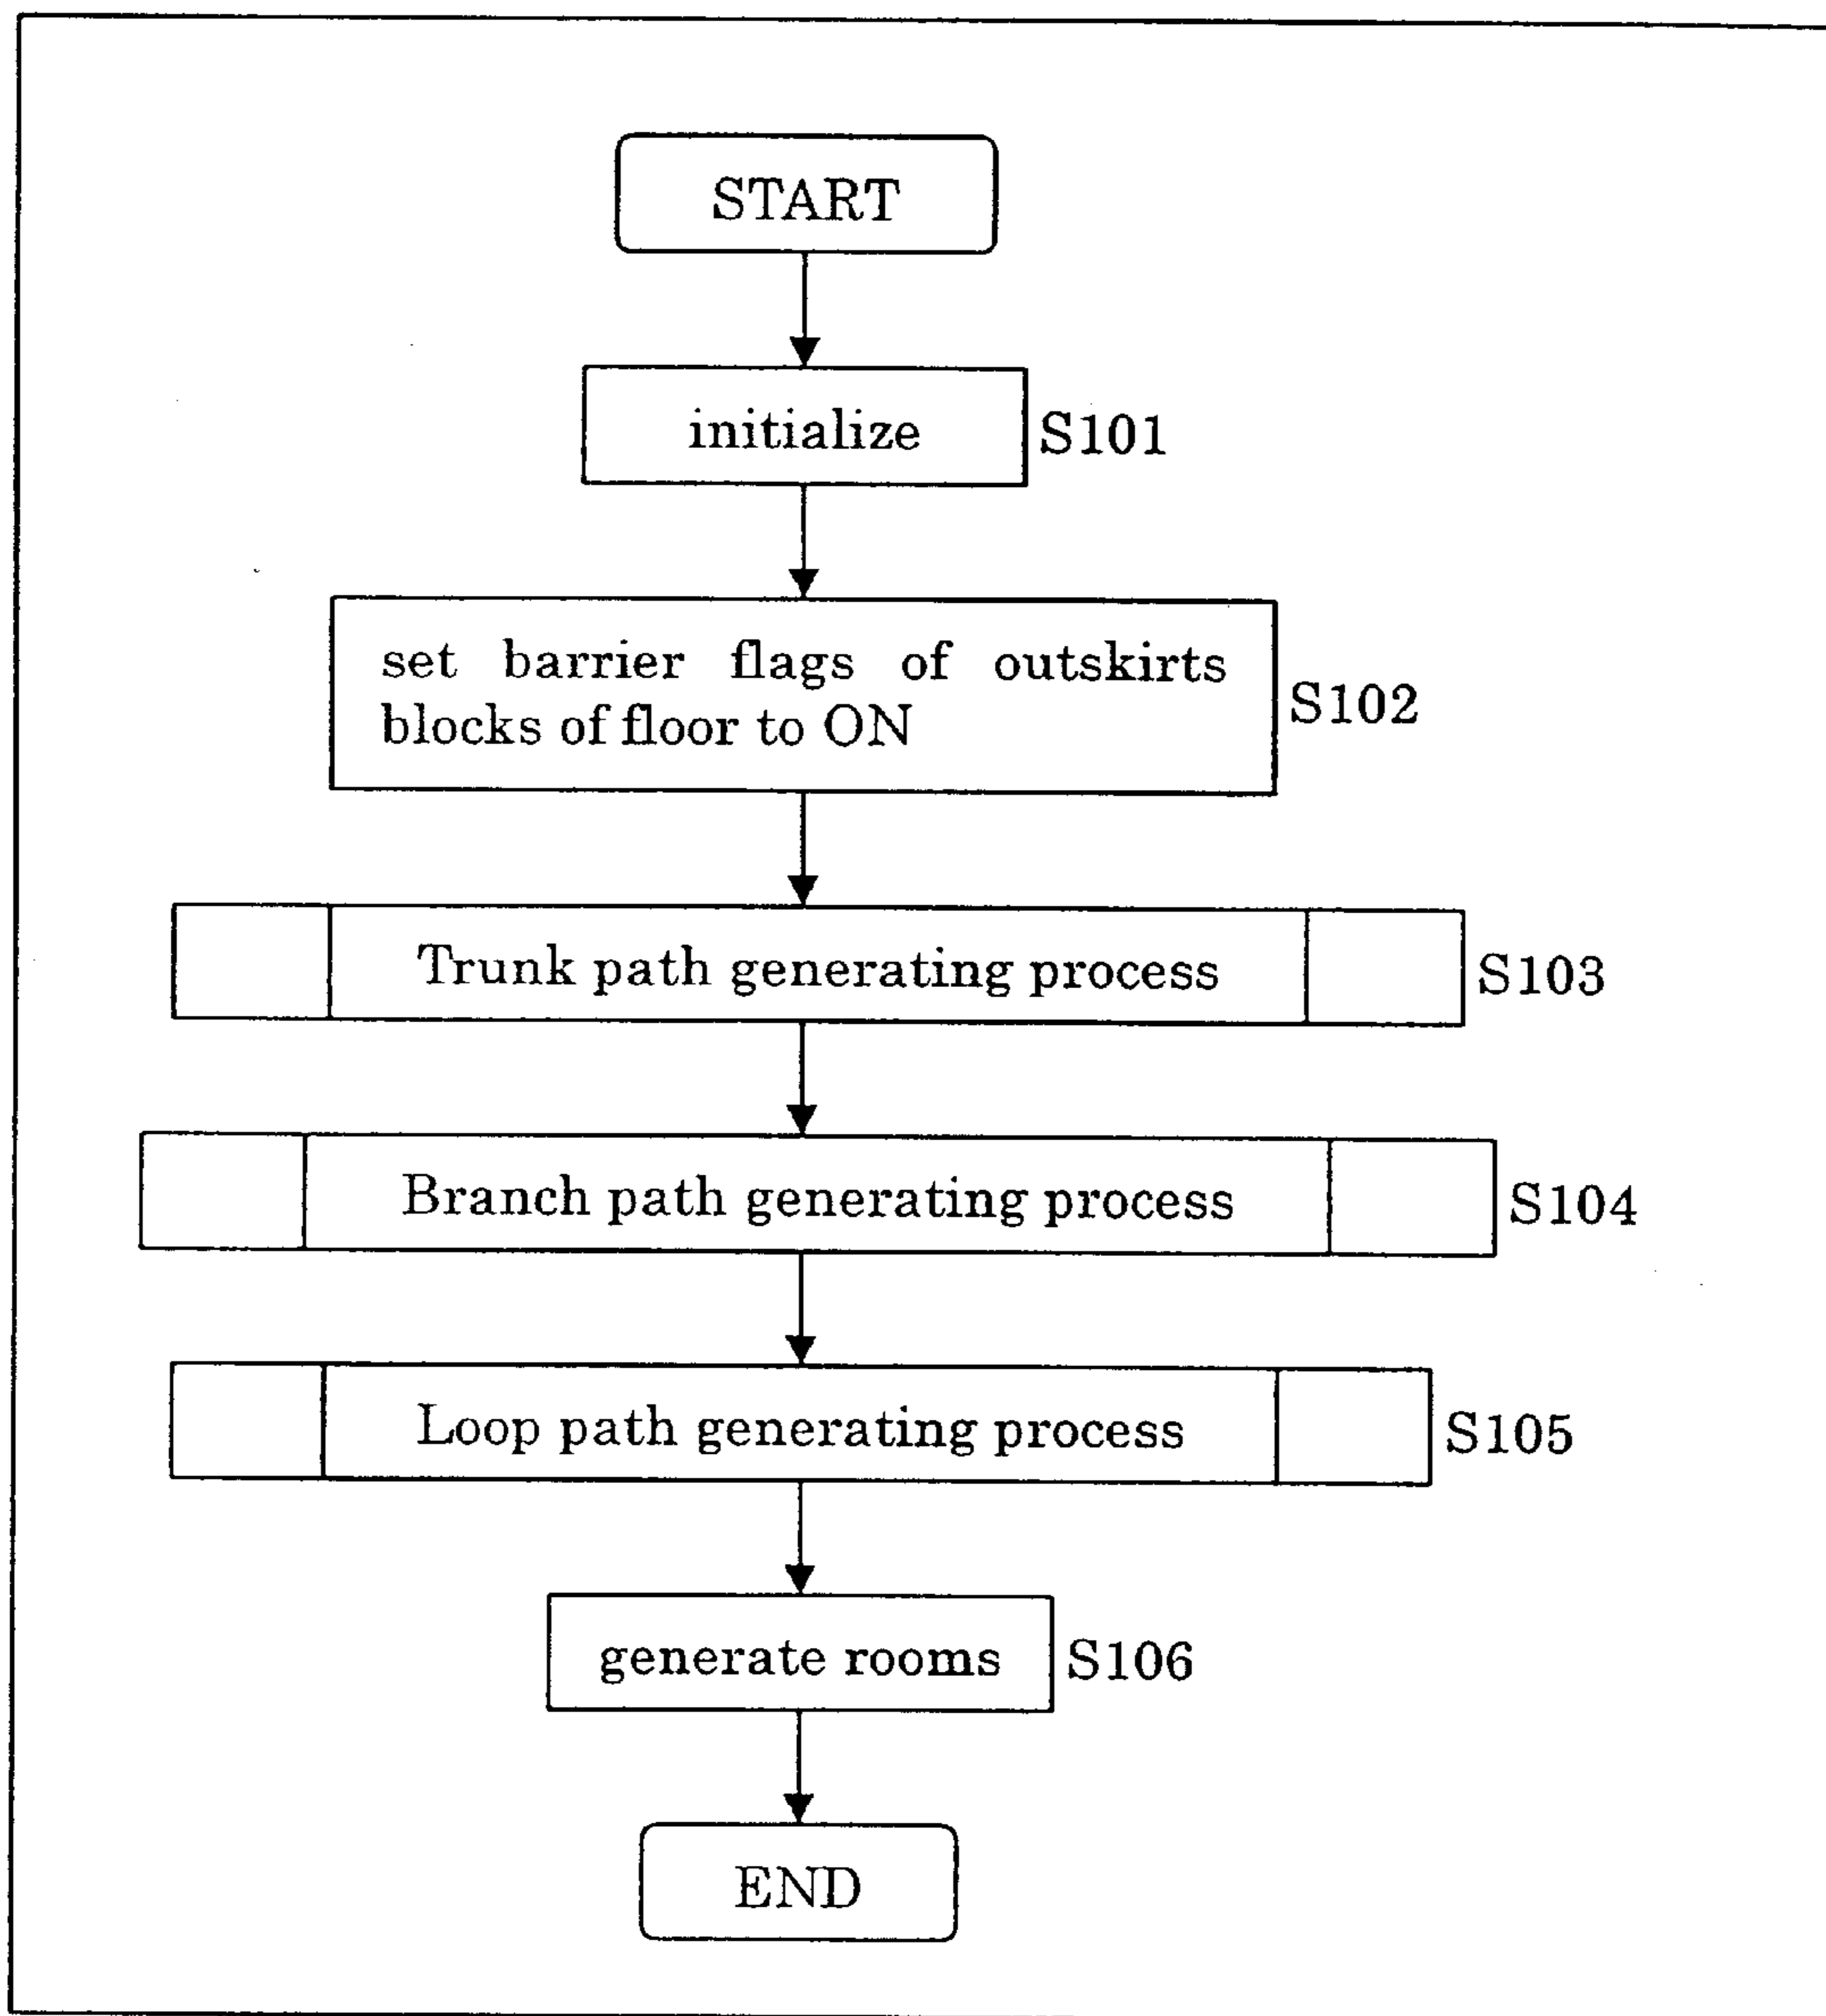 START
initialize S101
set barrier flags of outskirts
blocks of floor to ON
S102
Trunk path generating process S103
Branch path generating process S104
Loop path generating process S105
generate rooms S106
END